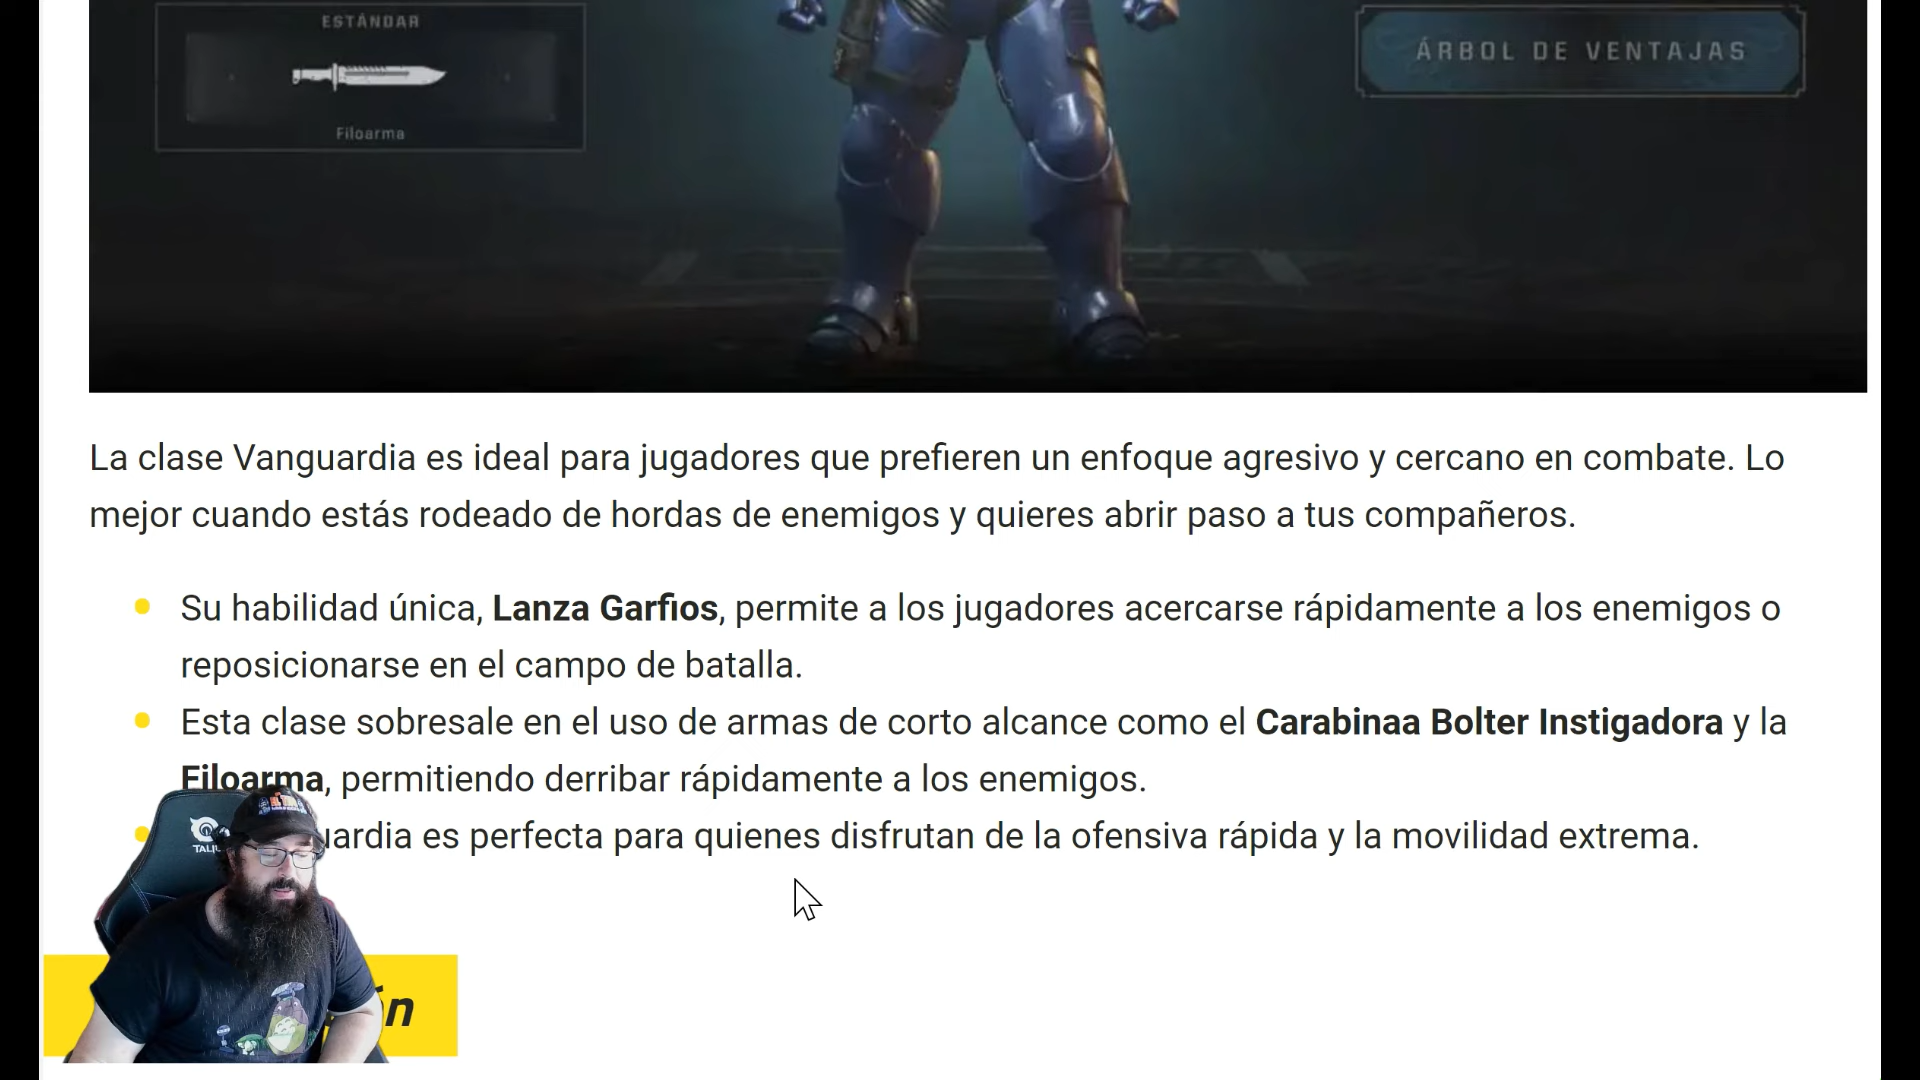 ESTÁNDAR
Filoarma
ÁRBOL DE VENTAJAS
La clase Vanguardia es ideal para jugadores que prefieren un enfoque agresivo y cercano en combate. Lo
mejor cuando estás rodeado de hordas de enemigos y quieres abrir paso a tus compañeros.
Su habilidad única, Lanza Garfios, permite a los jugadores acercarse rápidamente a los enemigos o
reposicionarse en el campo de batalla.
Esta clase sobresale en el uso de armas de corto alcance como el Carabinaa Bolter Instigadora y la
Filoarma, permitiendo derribar rápidamente a los enemigos.
es perfecta para quienes disfrutan de la ofensiva rápida y la movilidad extrema.